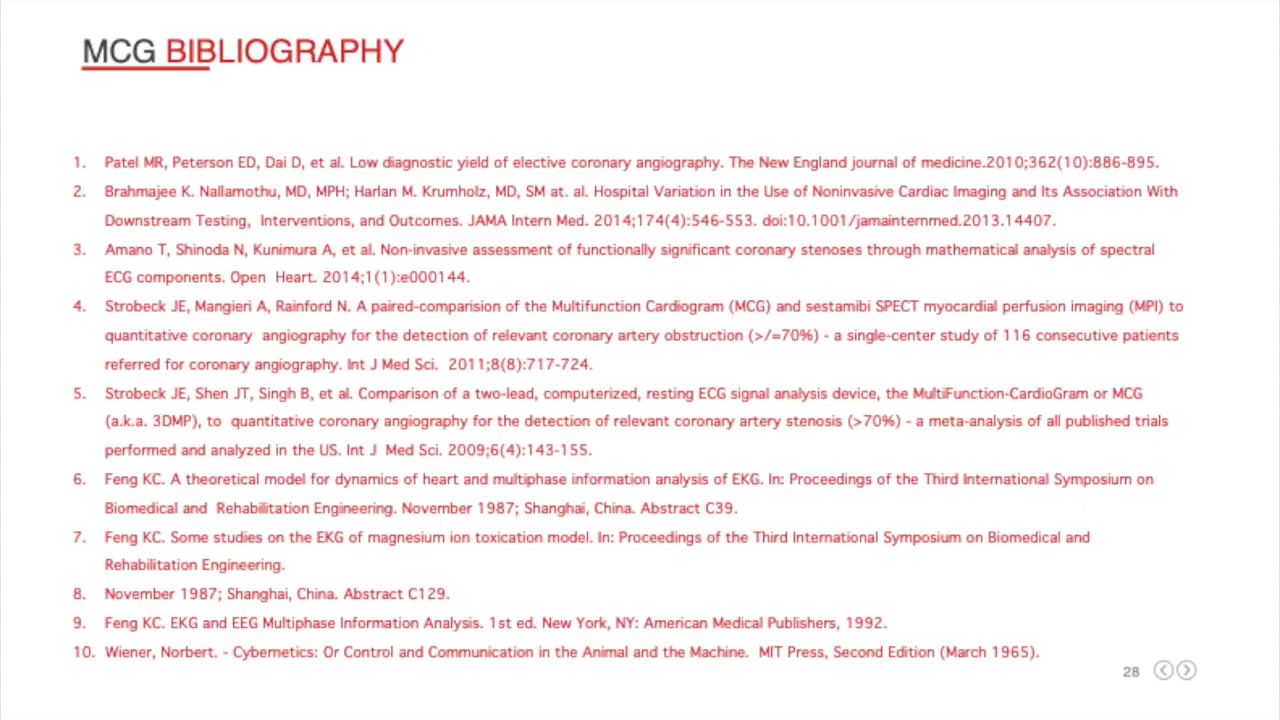 MCG BIBLIOGRAPHY
1. Patel MR, Peterson ED, Dai D, et al. Low diagnostic yield of elective coronary angiography. The New England journal of medicine.2010;362(10):886-895.
2. Brahmajee K. Nallamothu, MD, MPH; Harlan M. Krumholz, MD, SM at. al. Hospital Variation in the Use of Noninvasive Cardiac Imaging and Its Association With
Downstream Testing, Interventions, and Outcomes. JAMA Intern Med. 2014;174(4):546-553. doi:10.1001/jamainternmed.2013.14407.
3. Amano T, Shinoda N, Kunimura A, et al. Non-invasive assessment of functionally significant coronary stenoses through mathematical analysis of spectral
ECG components. Open Heart. 2014;1(1):e000144.
4. Strobeck JE, Mangieri A, Rainford N. A paired-comparision of the Multifunction Cardiogram (MCG) and sestamibi SPECT myocardial perfusion imaging (MPI) to
quantitative coronary angiography for the detection of relevant coronary artery obstruction (>/=70%) - a single-center study of 116 consecutive patients
referred for coronary angiography. Int J Med Sci. 2011;8(8):717-724.
5. Strobeck JE, Shen JT, Singh B, et al. Comparison of a two-lead, computerized, resting ECG signal analysis device, the MultiFunction-CardioGram or MCG
(a.k.a. 3DMP), to quantitative coronary angiography for the detection of relevant coronary artery stenosis (>70%) - a meta-analysis of all published trials
performed and analyzed in the US. Int J Med Sci. 2009;6(4):143-155.
6. Feng KC. A theoretical model for dynamics of heart and multiphase information analysis of EKG. In: Proceedings of the Third International Symposium on
Biomedical and Rehabilitation Engineering. November 1987; Shanghai, China. Abstract C39.
7. Feng KC. Some studies on the EKG of magnesium ion toxication model. In: Proceedings of the Third International Symposium on Biomedical and
Rehabilitation Engineering.
8. November 1987; Shanghai, China. Abstract C129.
9. Feng KC. EKG and EEG Multiphase Information Analysis. 1st ed. New York, NY: American Medical Publishers, 1992.
10. Wiener, Norbert. - Cybernetics: Or Control and Communication in the Animal and the Machine. MIT Press, Second Edition (March 1965).
28